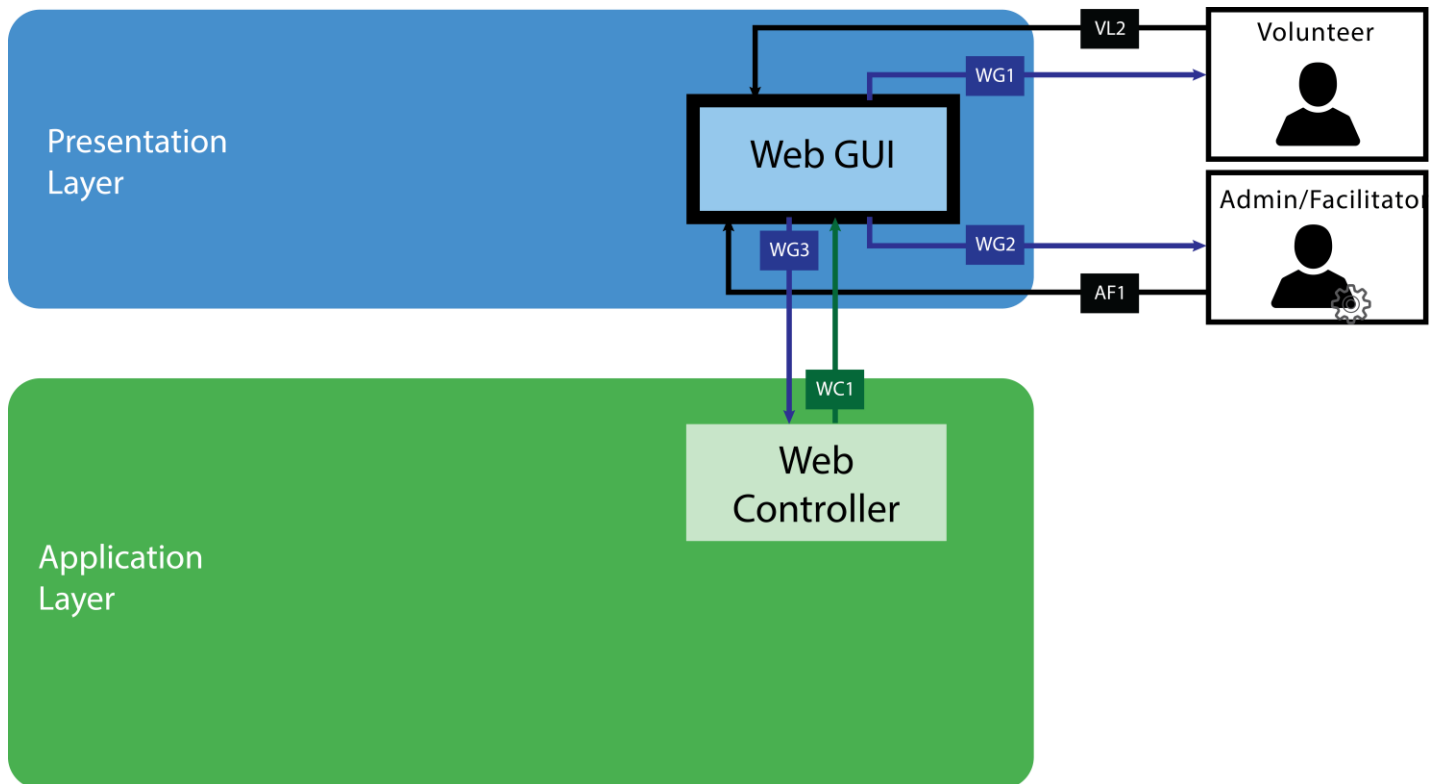 VL2
Volunteer
WG1
Presentation
Layer
Web GUI
Admin/Facilitator
WG3
WG2
AF1
WC1
Web
Controller
Application
Layer